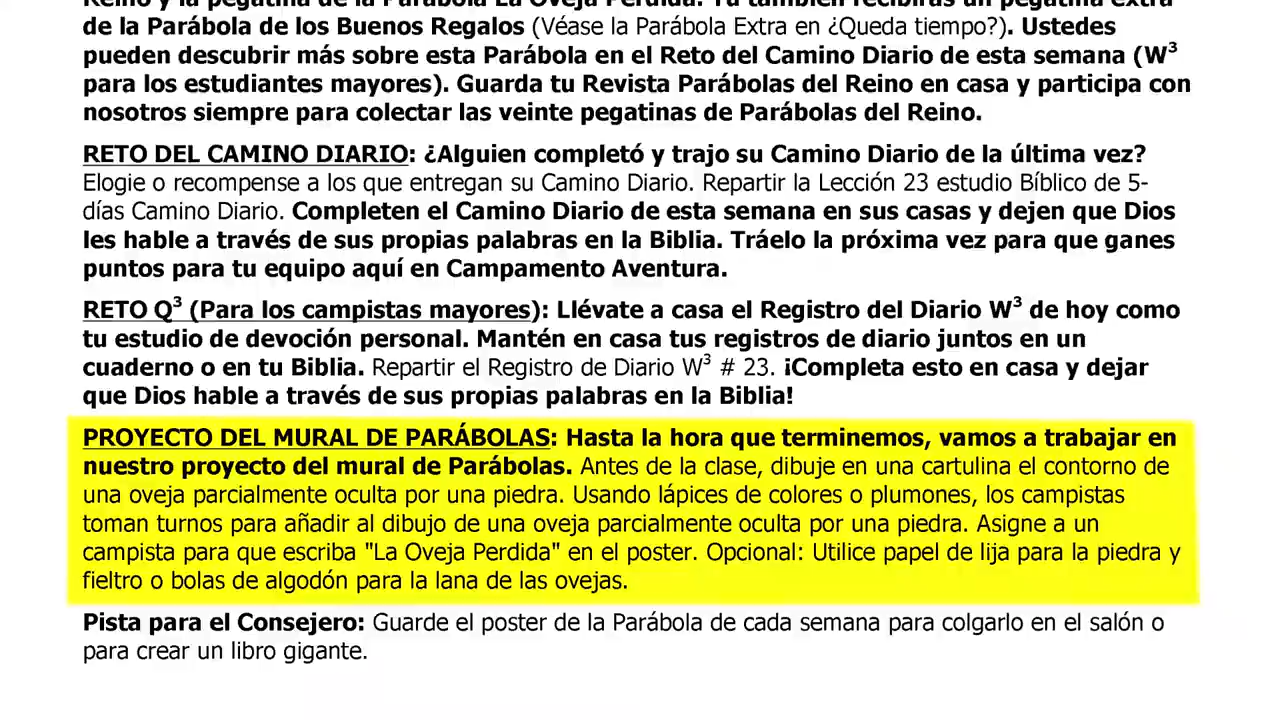 Reino y la pegatina de la Parábola La Oveja Perdida. Tú también recibirás un pegatina extra
de la Parábola de los Buenos Regalos (Véase la Parábola Extra en ¿Queda tiempo?). Ustedes
pueden descubrir más sobre esta Parábola en el Reto del Camino Diario de esta semana (W³
para los estudiantes mayores). Guarda tu Revista Parábolas del Reino en casa y participa con
nosotros siempre para colectar las veinte pegatinas de Parábolas del Reino.
RETO DEL CAMINO DIARIO: ¿Alguien completó y trajo su Camino Diario de la última vez?
Elogie o recompense a los que entregan su Camino Diario. Repartir la Lección 23 estudio Bíblico de 5-
días Camino Diario. Completen el Camino Diario de esta semana en sus casas y dejen que Dios
les hable a través de sus propias palabras en la Biblia. Tráelo la próxima vez para que ganes
puntos para tu equipo aquí en Campamento Aventura.
RETO Q³ (Para los campistas mayores): Llévate a casa el Registro del Diario W³ de hoy como
tu estudio de devoción personal. Mantén en casa tus registros de diario juntos en un
cuaderno o en tu Biblia. Repartir el Registro de Diario W³ # 23. ¡Completa esto en casa y dejar
que Dios hable a través de sus propias palabras en la Biblia!
PROYECTO DEL MURAL DE PARÁBOLAS: Hasta la hora que terminemos, vamos a trabajar en
nuestro proyecto del mural de Parábolas. Antes de la clase, dibuje en una cartulina el contorno de
una oveja parcialmente oculta por una piedra. Usando lápices de colores o plumones, los campistas
toman turnos para añadir al dibujo de una oveja parcialmente oculta por una piedra. Asigne a un
campista para que escriba "La Oveja Perdida" en el poster. Opcional: Utilice papel de lija para la piedra y
fieltro o bolas de algodón para la lana de las ovejas.
Pista para el Consejero: Guarde el poster de la Parábola de cada semana para colgarlo en el salón o
para crear un libro gigante.